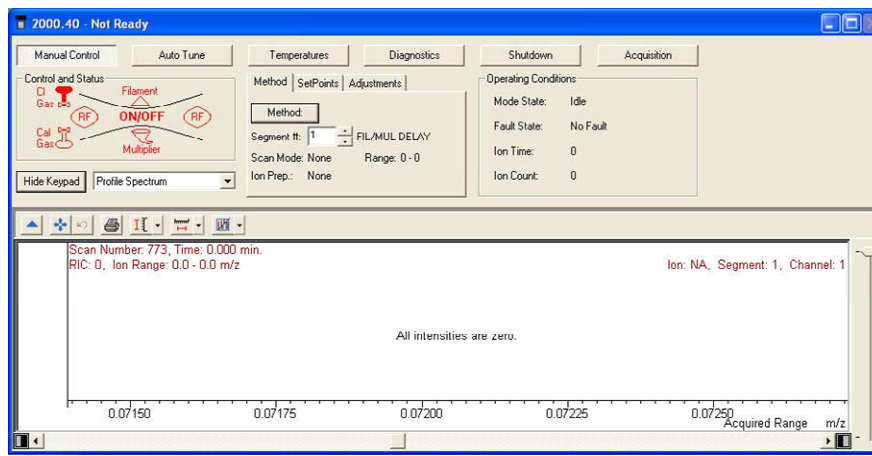 2000.40 - Not Ready
Manual Control Auto Tune Temperatures Diagnostics Shutdown Acquisition
Control and Status
CI Gas
Filament
RF ON/OFF RF
Cal Gas
Multiplier
Hide Keypad Profile Spectrum
Method SetPoints Adjustments
Method:
Segment #: 1 FIL/MUL DELAY
Scan Mode: None Range: 0 - 0
Ion Prep.: None
Operating Conditions
Mode State: Idle
Fault State: No Fault
Ion Time: 0
Ion Count: 0
Scan Number: 773, Time: 0.000 min.
RIC: 0, Ion Range: 0.0 - 0.0 m/z
Ion: NA, Segment: 1, Channel: 1
All intensities are zero.
0.07150 0.07175 0.07200 0.07225 0.07250
Acquired Range m/z